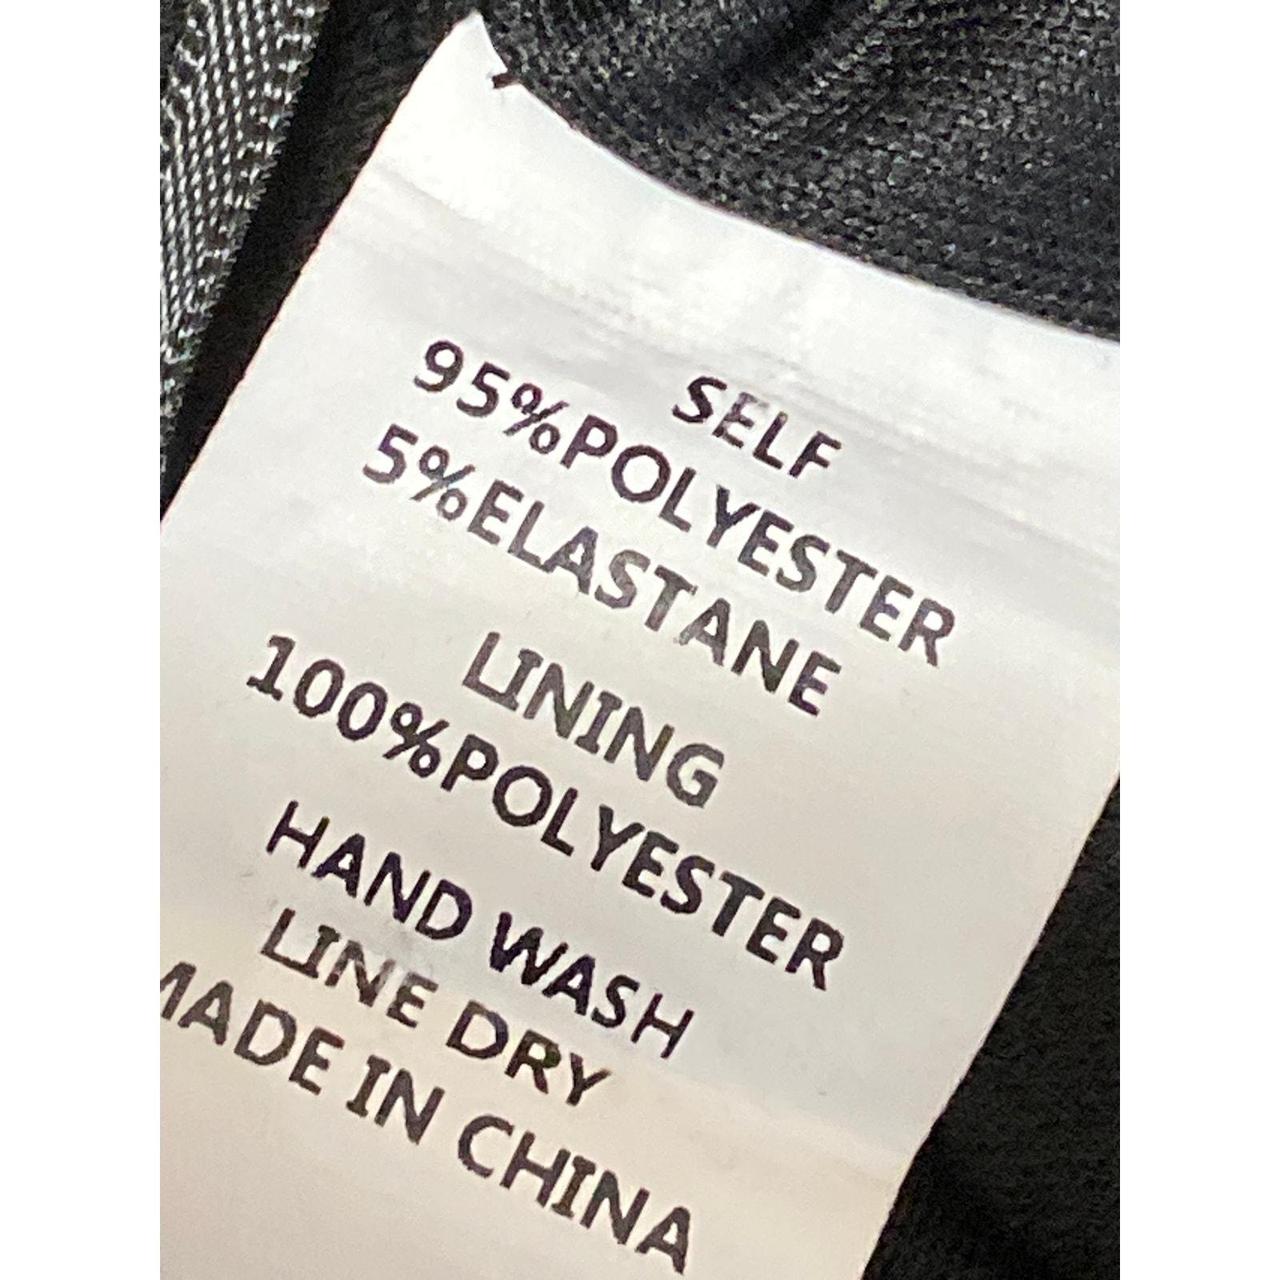 SELF
95%POLYESTER
5%ELASTANE
LINING
100%POLYESTER
HAND WASH
LINE DRY
MADE IN CHINA